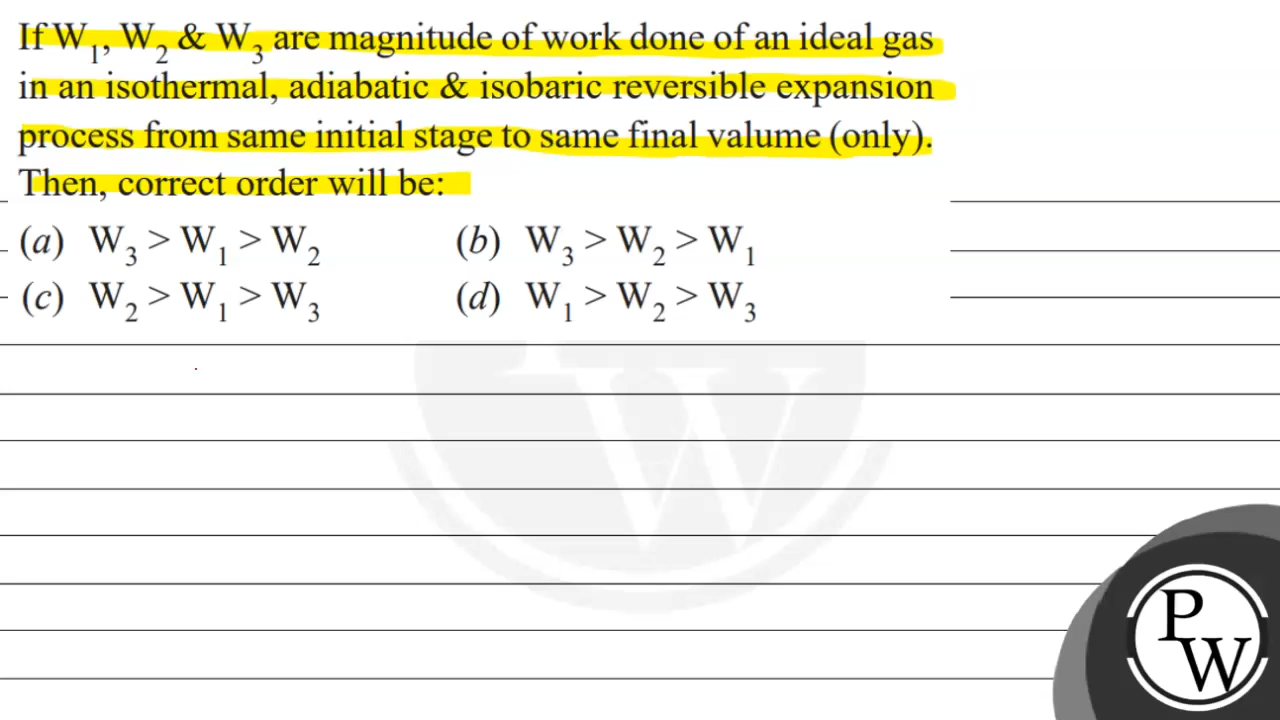 If W₁, W₂ & W₃ are magnitude of work done of an ideal gas
in an isothermal, adiabatic & isobaric reversible expansion
process from same initial stage to same final valume (only).
Then, correct order will be:
(a) W₃ > W₁ > W₂ (b) W₃ > W₂ > W₁
(c) W₂ > W₁ > W₃ (d) W₁ > W₂ > W₃
W
P
W